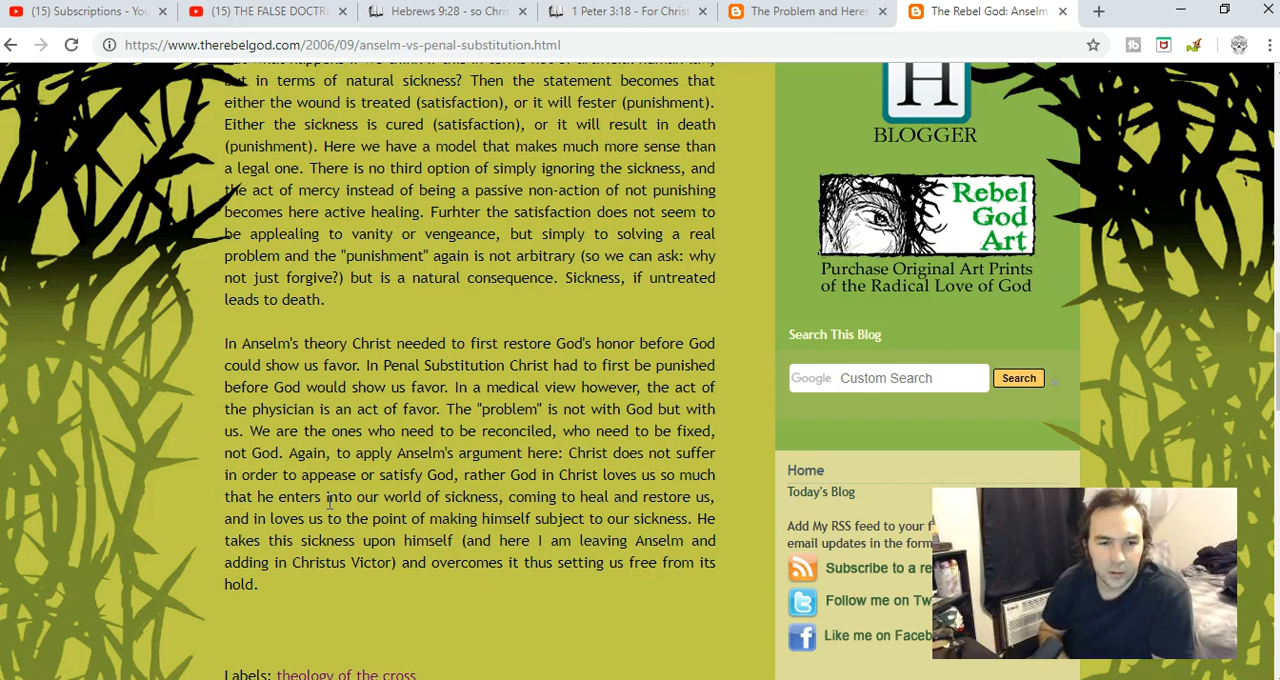 (15) Subscriptions - You
(15) THE FALSE DOCTR
Hebrews 9:28 - so Chris
1 Peter 3:18 - For Christ
The Problem and Heres
The Rebel God: Anselm
https://www.therebelgod.com/2006/09/anselm-vs-penal-substitution.html
but in terms of natural sickness? Then the statement becomes that
either the wound is treated (satisfaction), or it will fester (punishment).
Either the sickness is cured (satisfaction), or it will result in death
(punishment). Here we have a model that makes much more sense than
a legal one. There is no third option of simply ignoring the sickness, and
the act of mercy instead of being a passive non-action of not punishing
becomes here active healing. Furhter the satisfaction does not seem to
be applealing to vanity or vengeance, but simply to solving a real
problem and the "punishment" again is not arbitrary (so we can ask: why
not just forgive?) but is a natural consequence. Sickness, if untreated
leads to death.
In Anselm's theory Christ needed to first restore God's honor before God
could show us favor. In Penal Substitution Christ had to first be punished
before God would show us favor. In a medical view however, the act of
the physician is an act of favor. The "problem" is not with God but with
us. We are the ones who need to be reconciled, who need to be fixed,
not God. Again, to apply Anselm's argument here: Christ does not suffer
in order to appease or satisfy God, rather God in Christ loves us so much
that he enters into our world of sickness, coming to heal and restore us,
and in loves us to the point of making himself subject to our sickness. He
takes this sickness upon himself (and here I am leaving Anselm and
adding in Christus Victor) and overcomes it thus setting us free from its
hold.
Labels: theology of the cross
H
BLOGGER
Rebel
God
Art
Purchase Original Art Prints
of the Radical Love of God
Search This Blog
Google Custom Search
Search
Home
Today's Blog
Add My RSS feed to your f
email updates in the form
Subscribe to a re
Follow me on Tw
Like me on Faceb